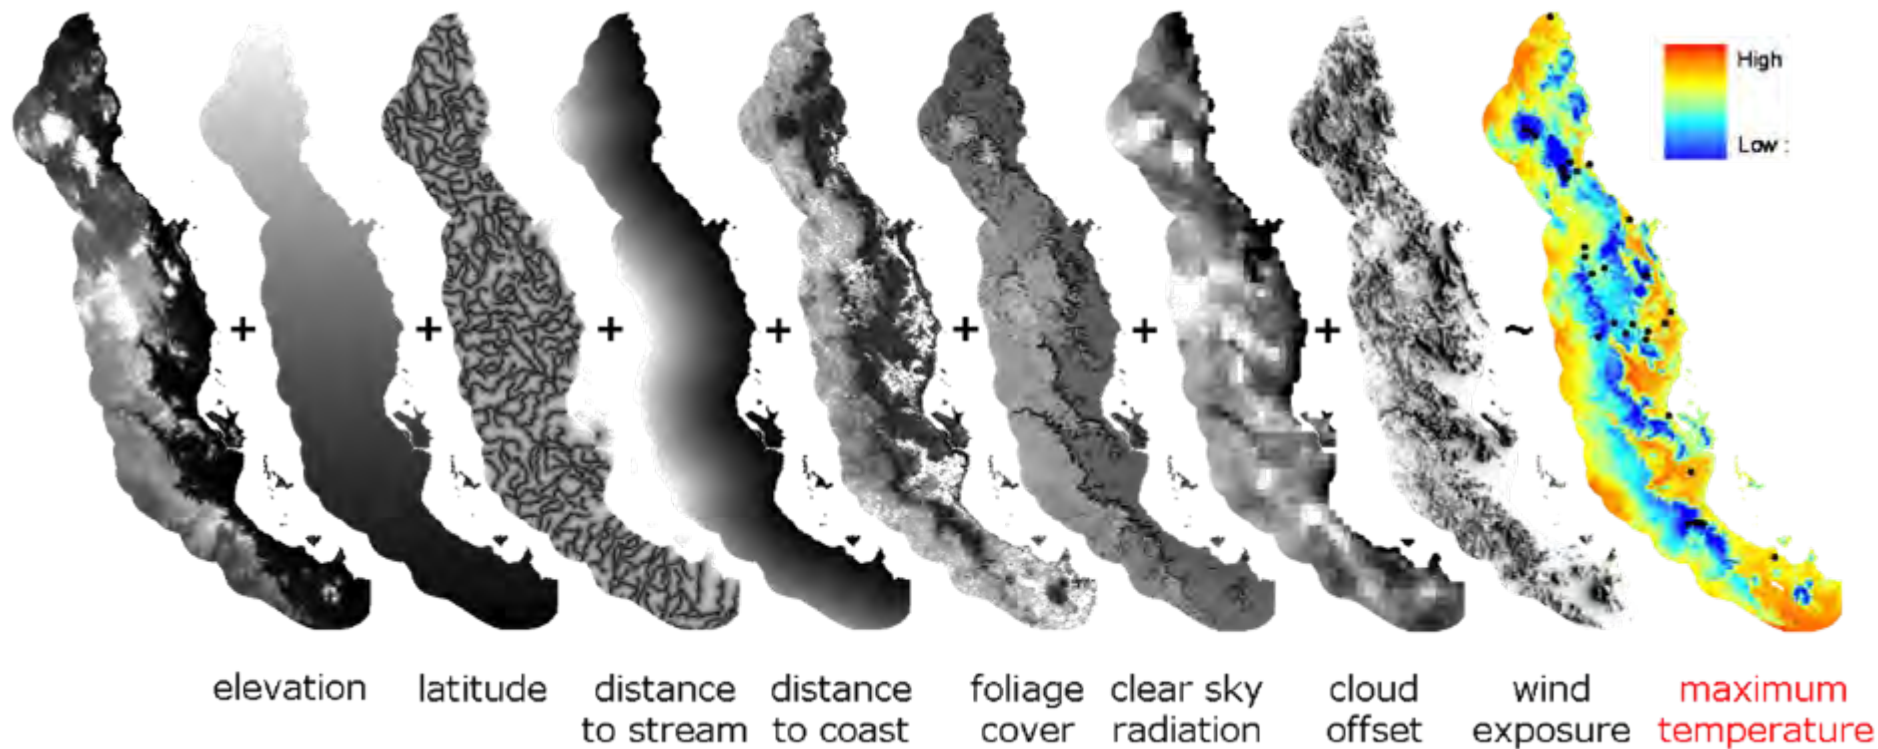 High
Low :
+ + + + + + + ~
elevation latitude distance distance foliage clear sky cloud wind maximum
to stream to coast cover radiation offset exposure temperature